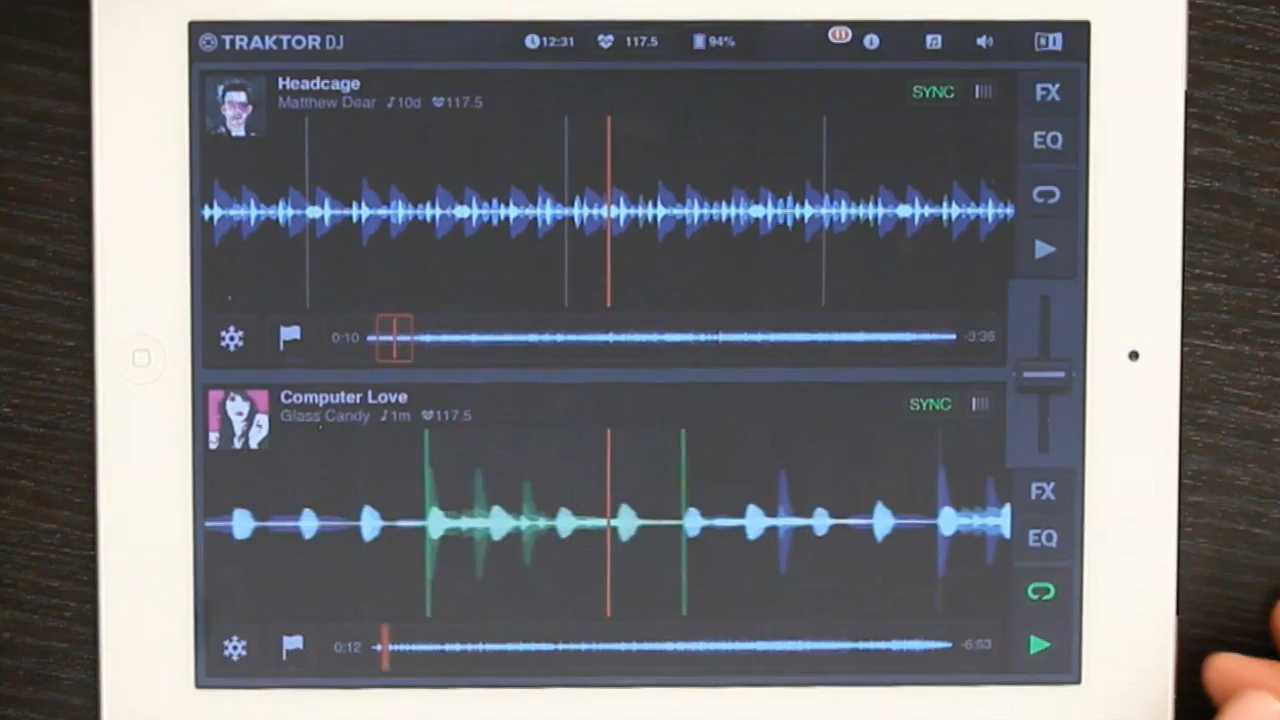 TRAKTOR DJ 12:31 117.5 94%
Headcage
Matthew Dear ♪10d 117.5
SYNC
FX
EQ
0:10 -3:36
Computer Love
Glass Candy ♪1m 117.5
SYNC
FX
EQ
0:12 -6:53